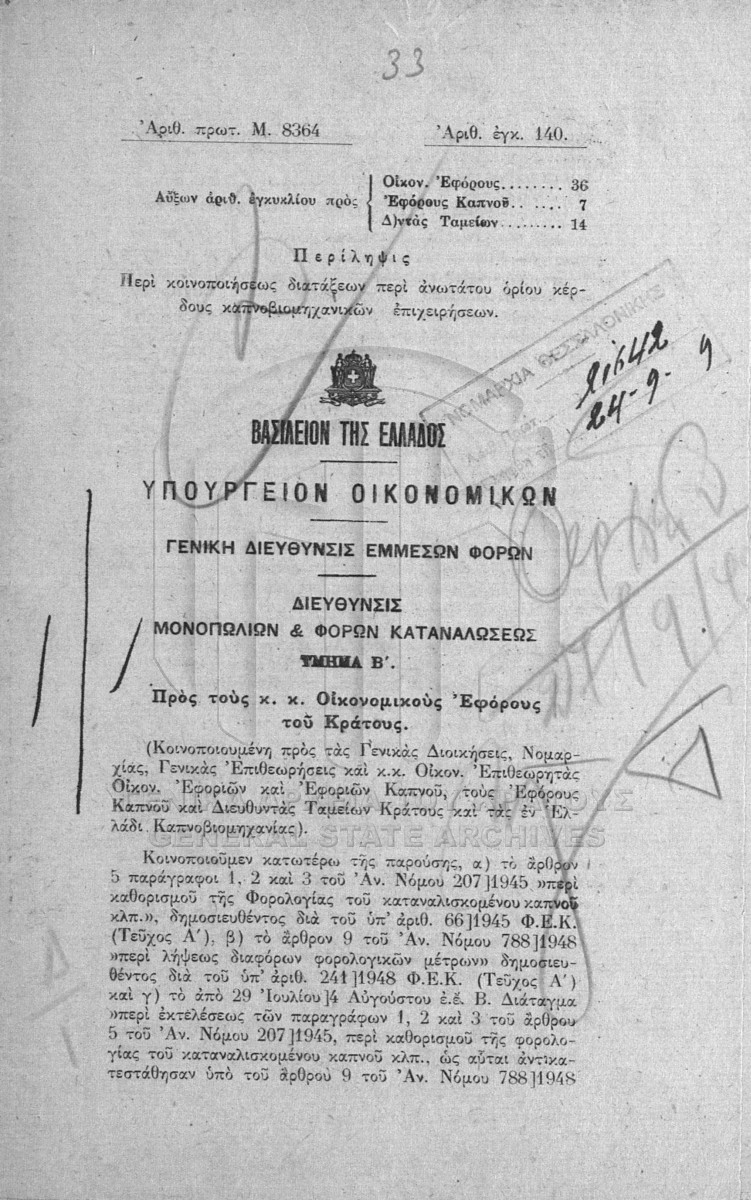 33
Ἀριθ. πρωτ. Μ. 8364 Ἀριθ. ἐγκ. 140.
Αὔξων ἀριθ. ἐγκυκλίου πρὸς
Οἰκον. Ἐφόρους........ 36
Ἐφόρους Καπνοῦ.. .... 7
Δ)ντὰς Ταμείων........ 14
Περίληψις
Περὶ κοινοποιήσεως διατάξεων περὶ ἀνωτάτου ὁρίου κέρ-
δους καπνοβιομηχανικῶν ἐπιχειρήσεων.
ΝΟΜΑΡΧΙΑ ΘΕΣΣΑΛΟΝΙΚΗΣ
21642
24-9-
ΒΑΣΙΛΕΙΟΝ ΤΗΣ ΕΛΛΑΔΟΣ
ΥΠΟΥΡΓΕΙΟΝ ΟΙΚΟΝΟΜΙΚΩΝ
ΓΕΝΙΚΗ ΔΙΕΥΘΥΝΣΙΣ ΕΜΜΕΣΩΝ ΦΟΡΩΝ
ΔΙΕΥΘΥΝΣΙΣ
ΜΟΝΟΠΩΛΙΩΝ & ΦΟΡΩΝ ΚΑΤΑΝΑΛΩΣΕΩΣ
ΤΜΗΜΑ Β΄.
Πρὸς τοὺς κ. κ. Οἰκονομικοὺς Ἐφόρους
τοῦ Κράτους.
(Κοινοποιουμένη πρὸς τὰς Γενικὰς Διοικήσεις, Νομαρ-
χίας, Γενικὰς Ἐπιθεωρήσεις καὶ κ.κ. Οἰκον. Ἐπιθεωρητὰς
Οἰκον. Ἐφοριῶν καὶ Ἐφοριῶν Καπνοῦ, τοὺς Ἐφόρους
Καπνοῦ καὶ Διευθυντὰς Ταμείων Κράτους καὶ τὰς ἐν Ἑλ-
λάδι Καπνοβιομηχανίας).
GENERAL STATE ARCHIVES
Κοινοποιοῦμεν κατωτέρω τῆς παρούσης, α) τὸ ἄρθρον
5 παράγραφοι 1, 2 καὶ 3 τοῦ Ἀν. Νόμου 207]1945 »περὶ
καθορισμοῦ τῆς Φορολογίας τοῦ καταναλισκομένου καπνοῦ
κλπ.», δημοσιευθέντος διὰ τοῦ ὑπ' ἀριθ. 66]1945 Φ.Ε.Κ.
(Τεῦχος Α΄), β) τὸ ἄρθρον 9 τοῦ Ἀν. Νόμου 788]1948
»περὶ λήψεως διαφόρων φορολογικῶν μέτρων» δημοσιευ-
θέντος διὰ τοῦ ὑπ' ἀριθ. 241]1948 Φ.Ε.Κ. (Τεῦχος Α΄)
καὶ γ) τὸ ἀπὸ 29 Ἰουλίου]4 Αὐγούστου ἐ.ἔ. Β. Διάταγμα
»περὶ ἐκτελέσεως τῶν παραγράφων 1, 2 καὶ 3 τοῦ ἄρθρου
5 τοῦ Ἀν. Νόμου 207]1945, περὶ καθορισμοῦ τῆς φορολο-
γίας τοῦ καταναλισκομένου καπνοῦ κλπ., ὡς αὗται ἀντικα-
τεστάθησαν ὑπὸ τοῦ ἄρθρου 9 τοῦ Ἀν. Νόμου 788]1948